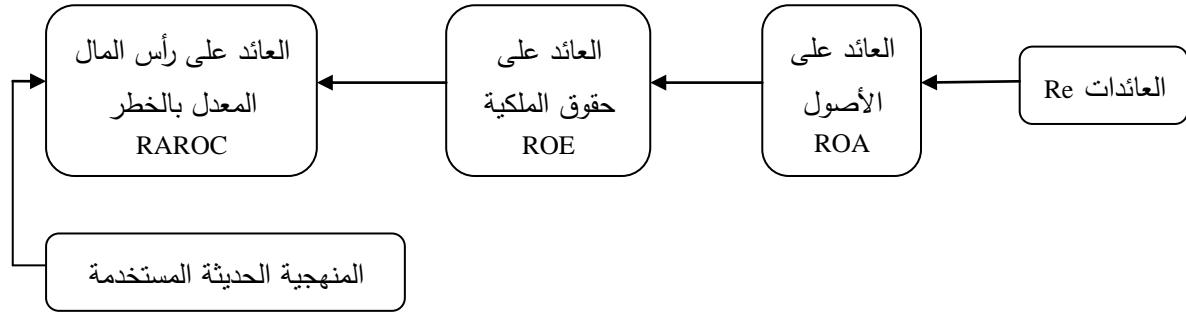 العائدات Re
العائد على
الأصول
ROA
العائد على
حقوق الملكية
ROE
العائد على رأس المال
المعدل بالخطر
RAROC
المنهجية الحديثة المستخدمة